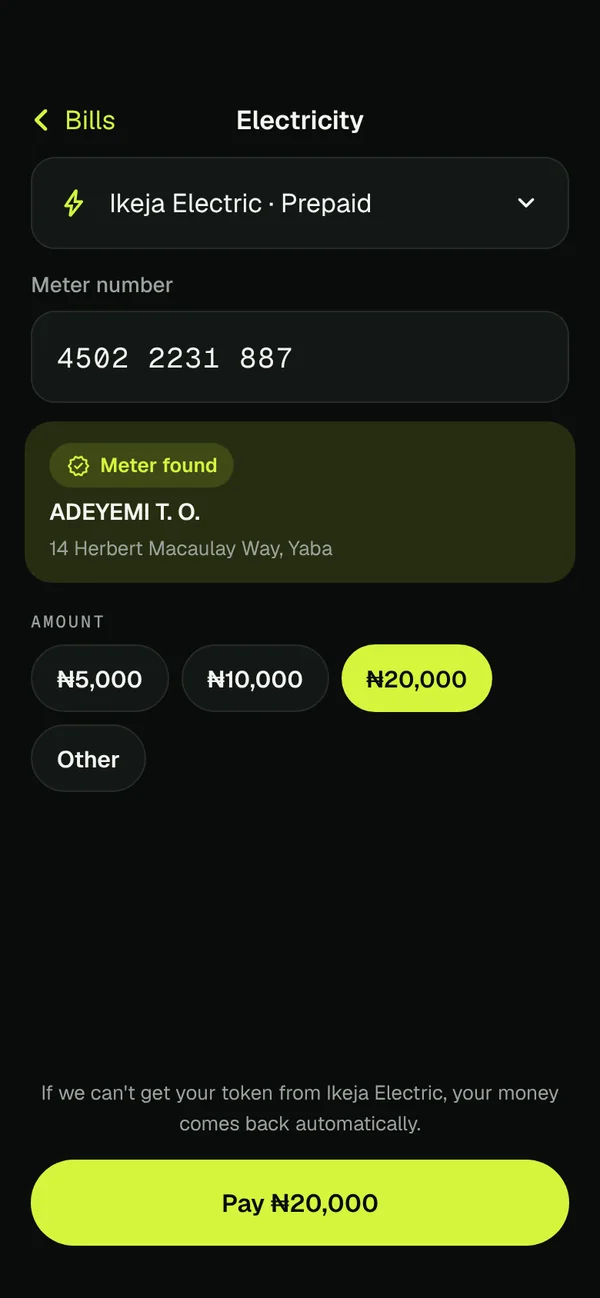 Bills
Electricity
Ikeja Electric · Prepaid
Meter number
4502 2231 887
Meter found
ADEYEMI T. O.
14 Herbert Macaulay Way, Yaba
AMOUNT
₦5,000
₦10,000
₦20,000
Other
If we can't get your token from Ikeja Electric, your money
comes back automatically.
Pay ₦20,000